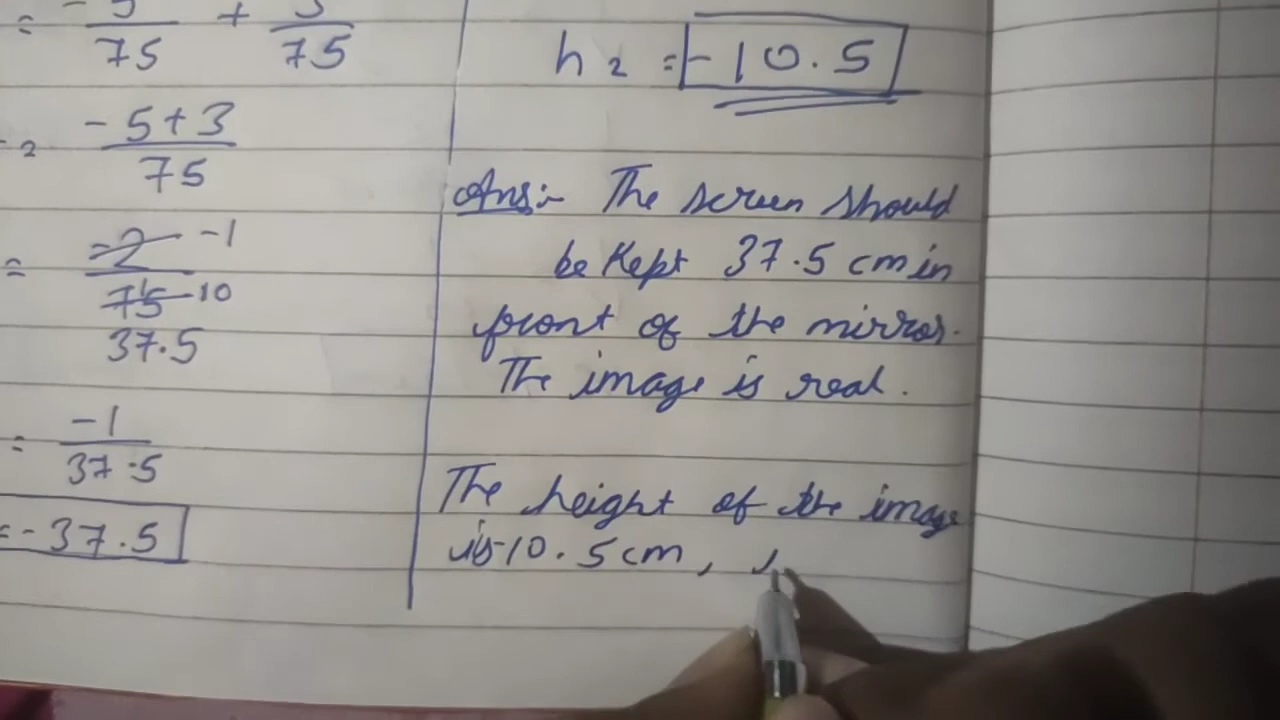 = -5/75 + 3/75
= -5+3/75
= -2/75 -1 10
37.5
= -1/37.5
= -37.5
h2 = -10.5
Ans:- The screen should
be kept 37.5 cm in
front of the mirror.
The image is real.
The height of the image
is -10.5 cm,